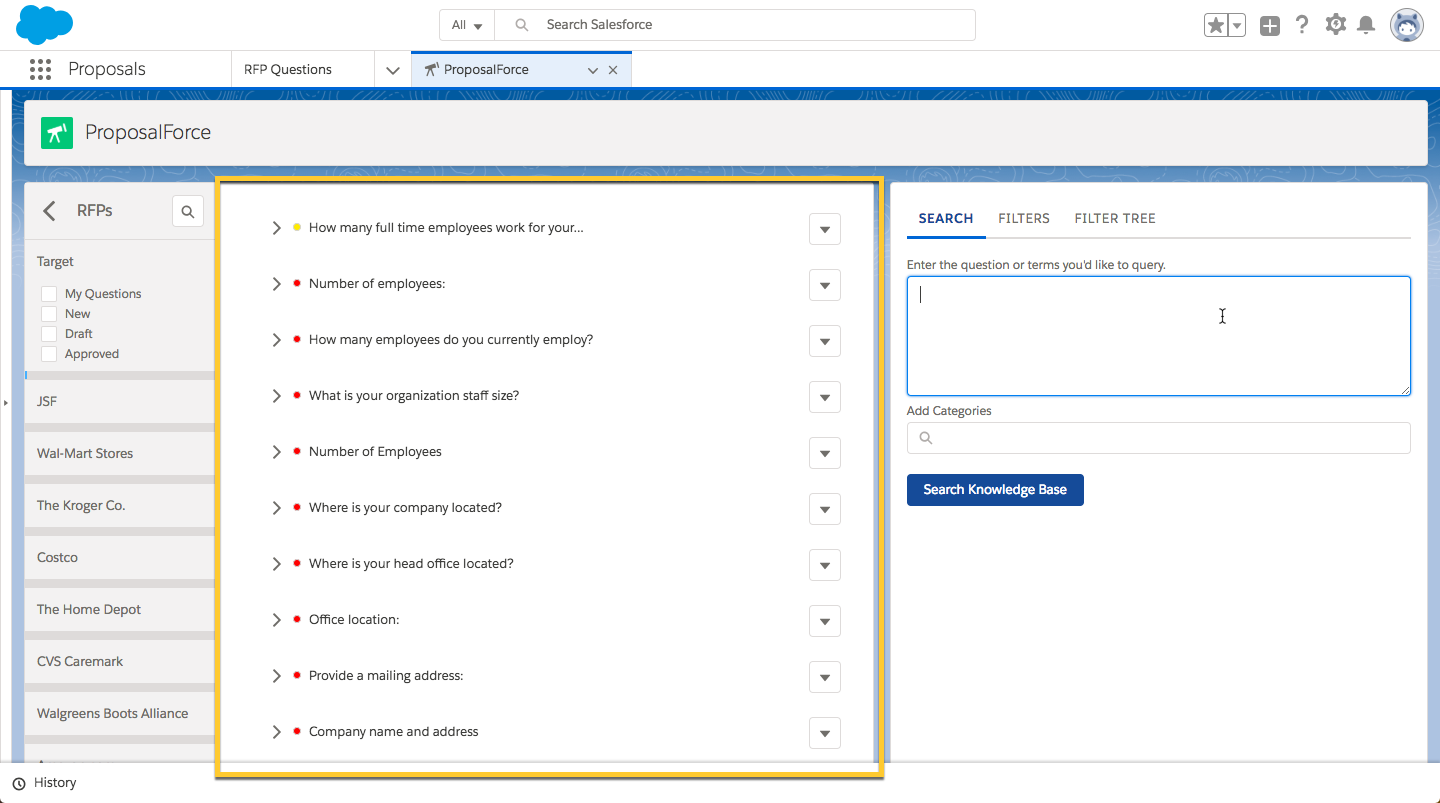 All
Search Salesforce
Proposals
RFP Questions
ProposalForce
ProposalForce
RFPs
Target
My Questions
New
Draft
Approved
JSF
Wal-Mart Stores
The Kroger Co.
Costco
The Home Depot
CVS Caremark
Walgreens Boots Alliance
How many full time employees work for your...
Number of employees:
How many employees do you currently employ?
What is your organization staff size?
Number of Employees
Where is your company located?
Where is your head office located?
Office location:
Provide a mailing address:
Company name and address
SEARCH FILTERS FILTER TREE
Enter the question or terms you'd like to query.
Add Categories
Search Knowledge Base
History